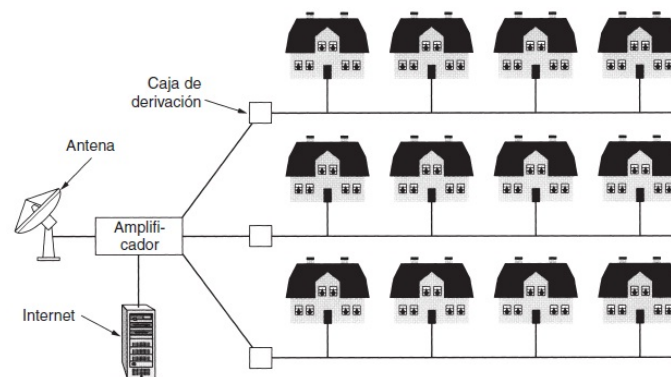 Caja de
derivación
Antena
Amplifi-
cador
Internet